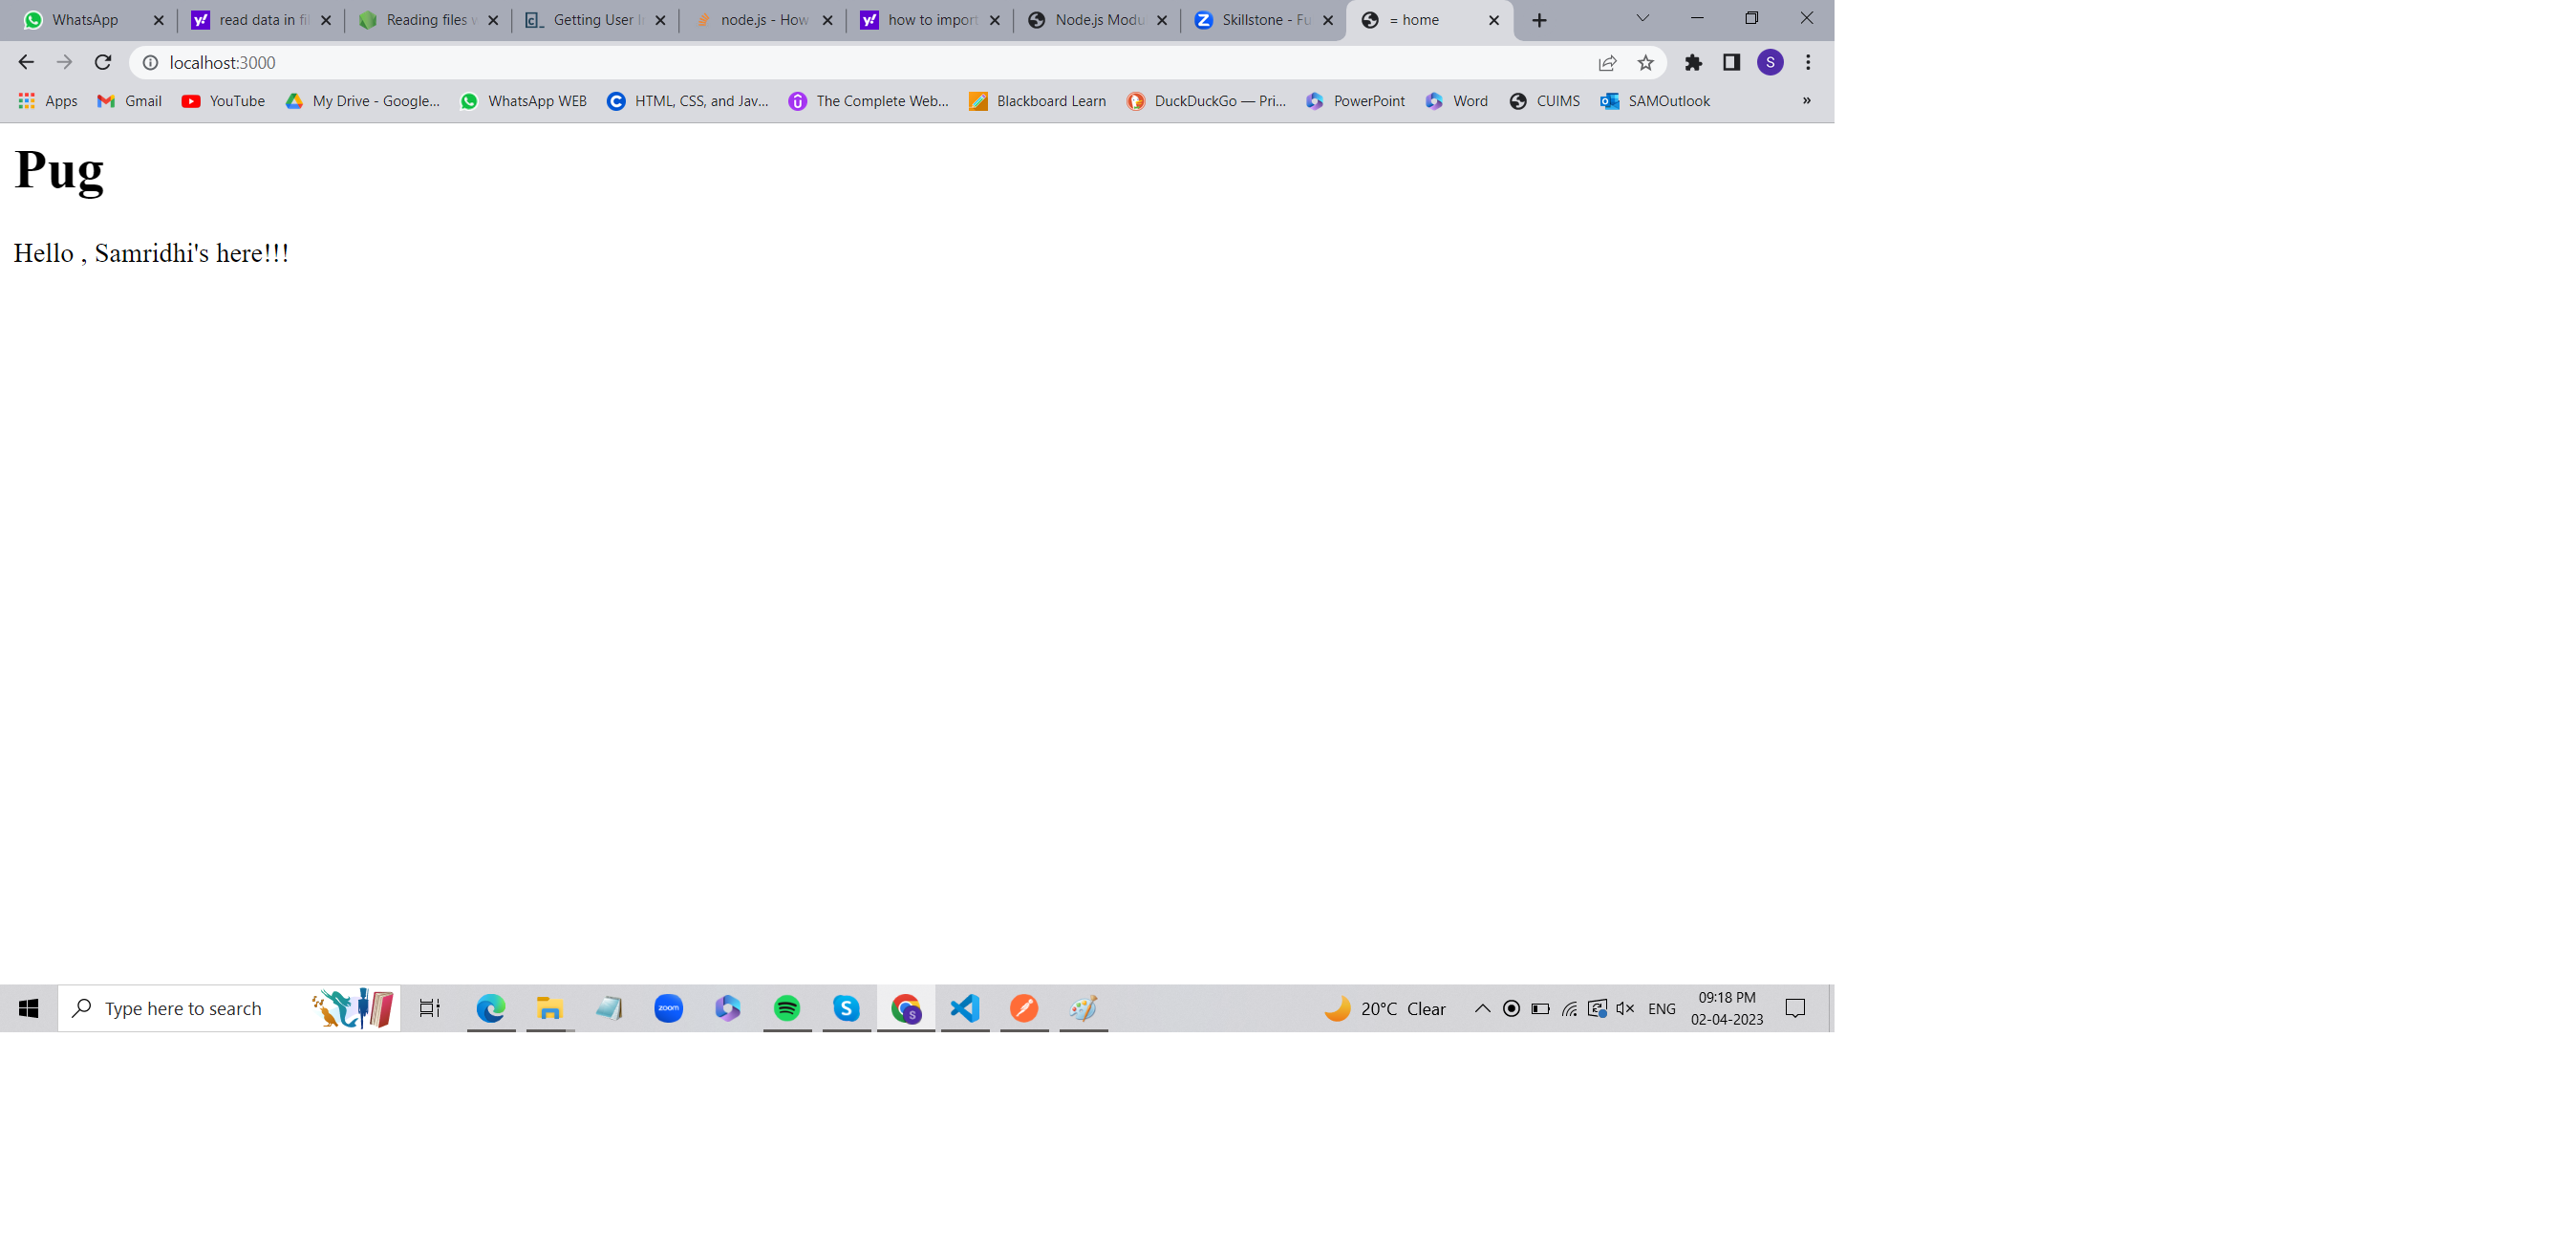 WhatsApp
read data in fil
Reading files w
Getting User In
node.js - How
how to import
Node.js Modu
Skillstone - Fu
= home
localhost:3000
S
Apps
Gmail
YouTube
My Drive - Google...
WhatsApp WEB
HTML, CSS, and Jav...
The Complete Web...
Blackboard Learn
DuckDuckGo — Pri...
PowerPoint
Word
CUIMS
SAMOutlook
»
Pug
Hello , Samridhi's here!!!
Type here to search
zoom
20°C Clear
ENG
09:18 PM
02-04-2023